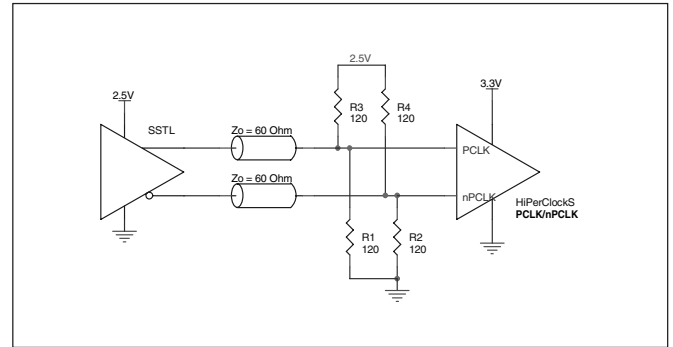 2.5V
3.3V
2.5V
R3
120
R4
120
SSTL
Zo = 60 Ohm
PCLK
Zo = 60 Ohm
nPCLK
HiPerClockS
PCLK/nPCLK
R1
120
R2
120